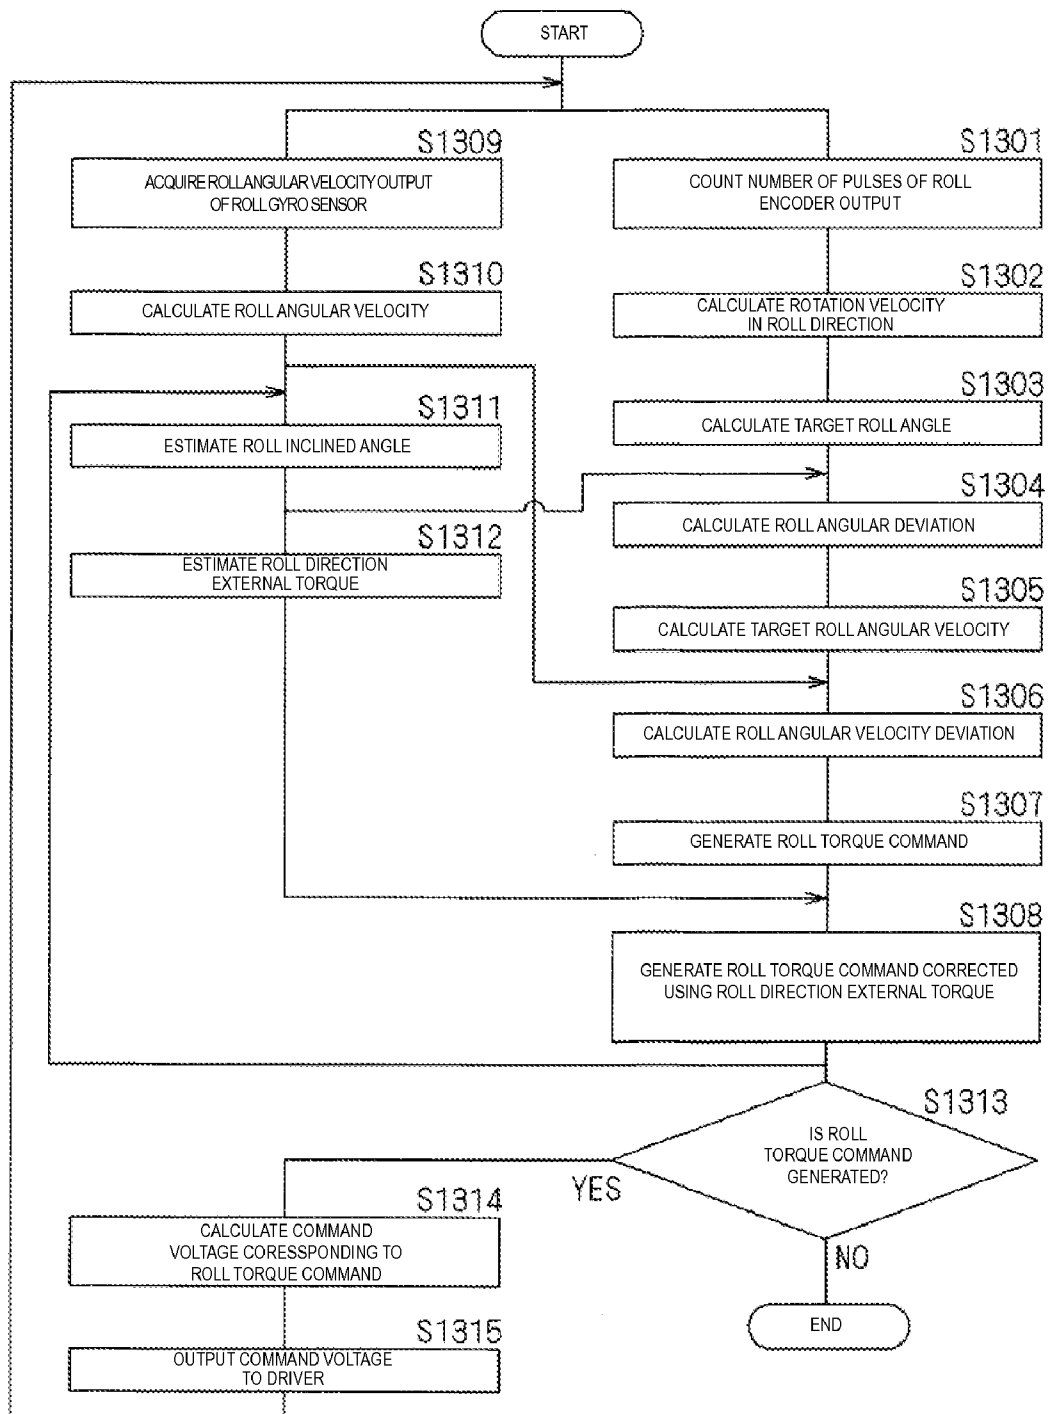 START
S1309
ACQUIRE ROLL ANGULAR VELOCITY OUTPUT
OF ROLL GYRO SENSOR
S1310
CALCULATE ROLL ANGULAR VELOCITY
S1311
ESTIMATE ROLL INCLINED ANGLE
S1312
ESTIMATE ROLL DIRECTION
EXTERNAL TORQUE
S1301
COUNT NUMBER OF PULSES OF ROLL
ENCODER OUTPUT
S1302
CALCULATE ROTATION VELOCITY
IN ROLL DIRECTION
S1303
CALCULATE TARGET ROLL ANGLE
S1304
CALCULATE ROLL ANGULAR DEVIATION
S1305
CALCULATE TARGET ROLL ANGULAR VELOCITY
S1306
CALCULATE ROLL ANGULAR VELOCITY DEVIATION
S1307
GENERATE ROLL TORQUE COMMAND
S1308
GENERATE ROLL TORQUE COMMAND CORRECTED
USING ROLL DIRECTION EXTERNAL TORQUE
S1313
IS ROLL
TORQUE COMMAND
GENERATED?
YES
NO
S1314
CALCULATE COMMAND
VOLTAGE CORESSPONDING TO
ROLL TORQUE COMMAND
S1315
OUTPUT COMMAND VOLTAGE
TO DRIVER
END